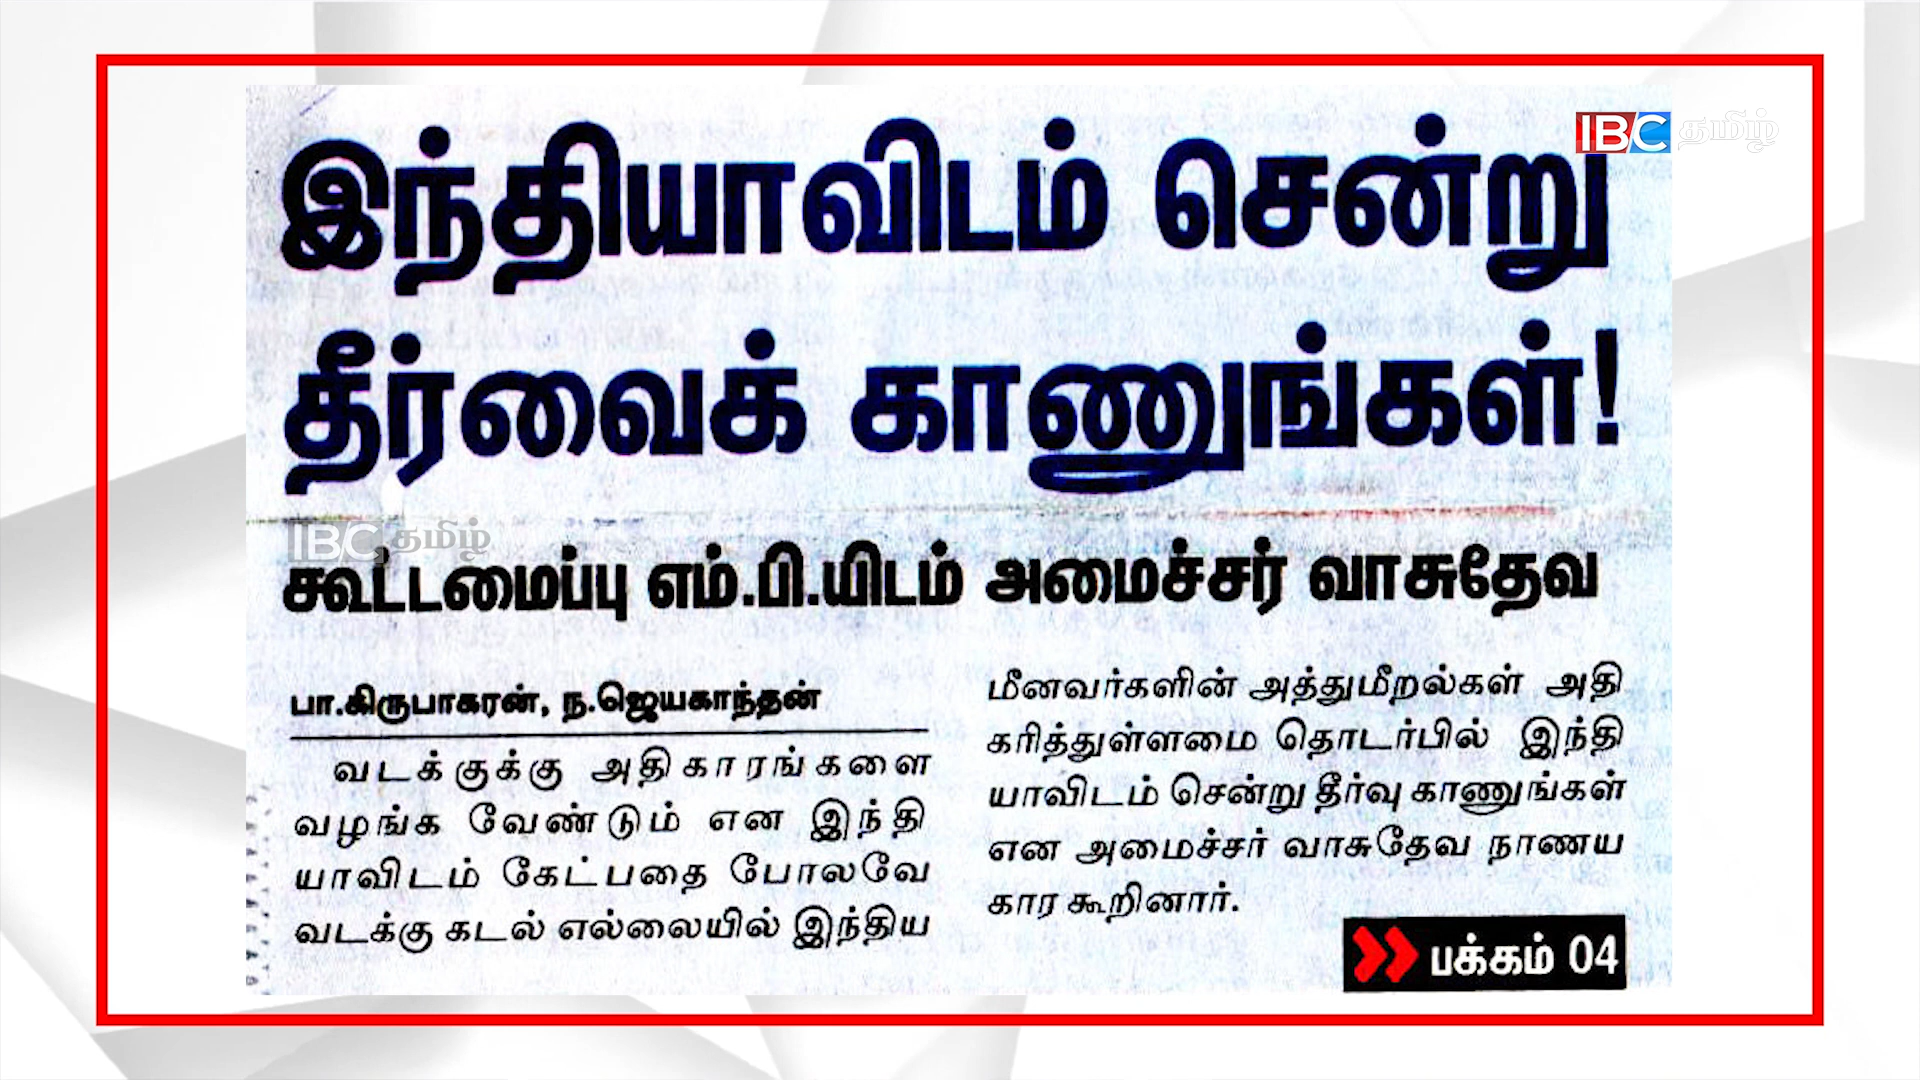 IBC தமிழ்
இந்தியாவிடம் சென்று
தீர்வைக் காணுங்கள்!
IBC தமிழ்
கூட்டமைப்பு எம்.பி.யிடம் அமைச்சர் வாசுதேவ
பா.கிருபாகரன், ந.ஜெயகாந்தன்
வடக்குக்கு அதிகாரங்களை
வழங்க வேண்டும் என இந்தி
யாவிடம் கேட்பதை போலவே
வடக்கு கடல் எல்லையில் இந்திய
மீனவர்களின் அத்துமீறல்கள் அதி
கரித்துள்ளமை தொடர்பில் இந்தி
யாவிடம் சென்று தீர்வு காணுங்கள்
என அமைச்சர் வாசுதேவ நாணய
கார கூறினார்.
பக்கம் 04